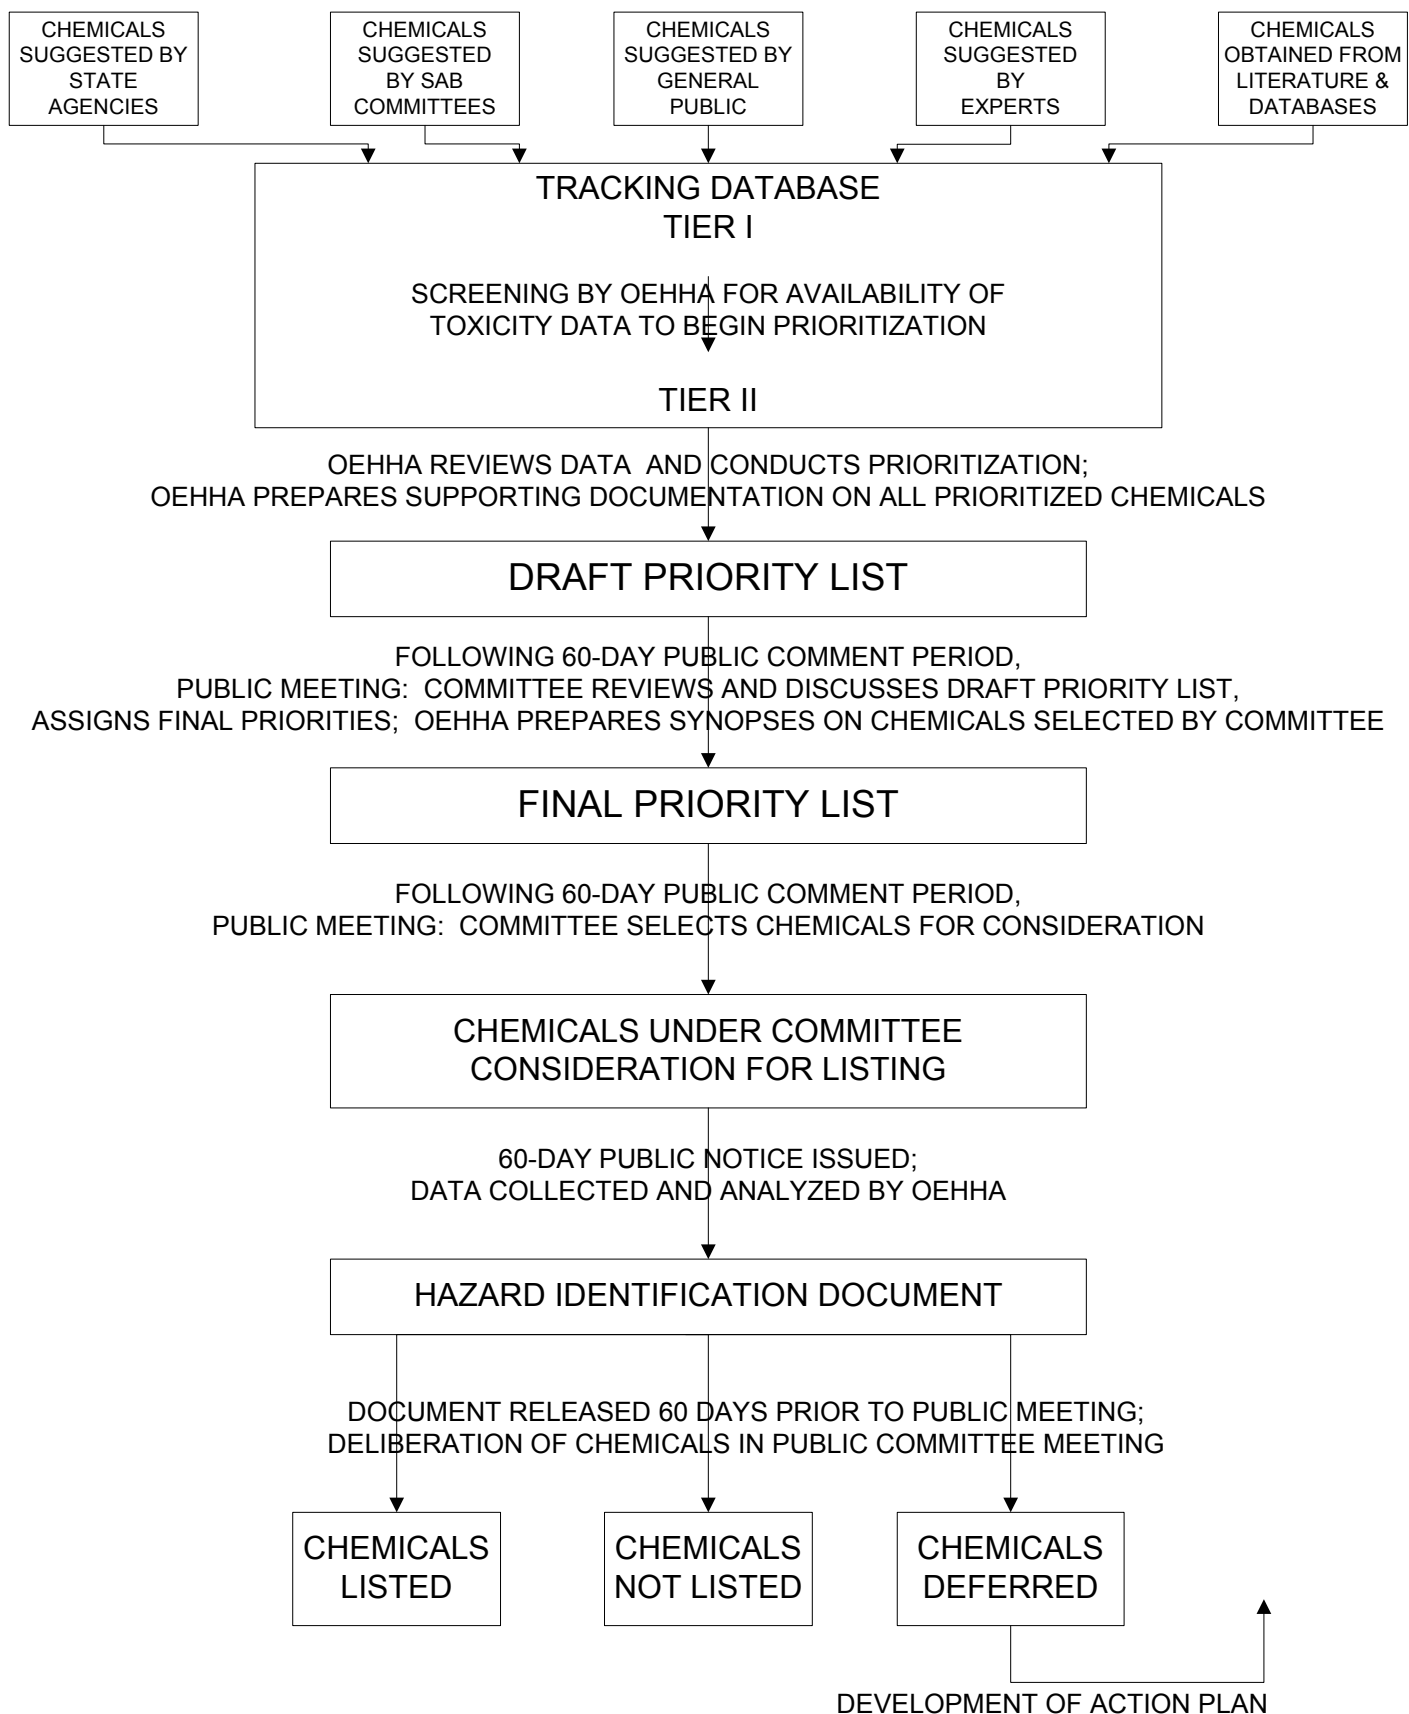 CHEMICALS
SUGGESTED BY
STATE
AGENCIES
CHEMICALS
SUGGESTED
BY SAB
COMMITTEES
CHEMICALS
SUGGESTED BY
GENERAL
PUBLIC
CHEMICALS
SUGGESTED
BY
EXPERTS
CHEMICALS
OBTAINED FROM
LITERATURE &
DATABASES
TRACKING DATABASE
TIER I
SCREENING BY OEHHA FOR AVAILABILITY OF
TOXICITY DATA TO BEGIN PRIORITIZATION
TIER II
OEHHA REVIEWS DATA AND CONDUCTS PRIORITIZATION;
OEHHA PREPARES SUPPORTING DOCUMENTATION ON ALL PRIORITIZED CHEMICALS
DRAFT PRIORITY LIST
FOLLOWING 60-DAY PUBLIC COMMENT PERIOD,
PUBLIC MEETING: COMMITTEE REVIEWS AND DISCUSSES DRAFT PRIORITY LIST,
ASSIGNS FINAL PRIORITIES; OEHHA PREPARES SYNOPSES ON CHEMICALS SELECTED BY COMMITTEE
FINAL PRIORITY LIST
FOLLOWING 60-DAY PUBLIC COMMENT PERIOD,
PUBLIC MEETING: COMMITTEE SELECTS CHEMICALS FOR CONSIDERATION
CHEMICALS UNDER COMMITTEE
CONSIDERATION FOR LISTING
60-DAY PUBLIC NOTICE ISSUED;
DATA COLLECTED AND ANALYZED BY OEHHA
HAZARD IDENTIFICATION DOCUMENT
DOCUMENT RELEASED 60 DAYS PRIOR TO PUBLIC MEETING;
DELIBERATION OF CHEMICALS IN PUBLIC COMMITTEE MEETING
CHEMICALS
LISTED
CHEMICALS
NOT LISTED
CHEMICALS
DEFERRED
DEVELOPMENT OF ACTION PLAN